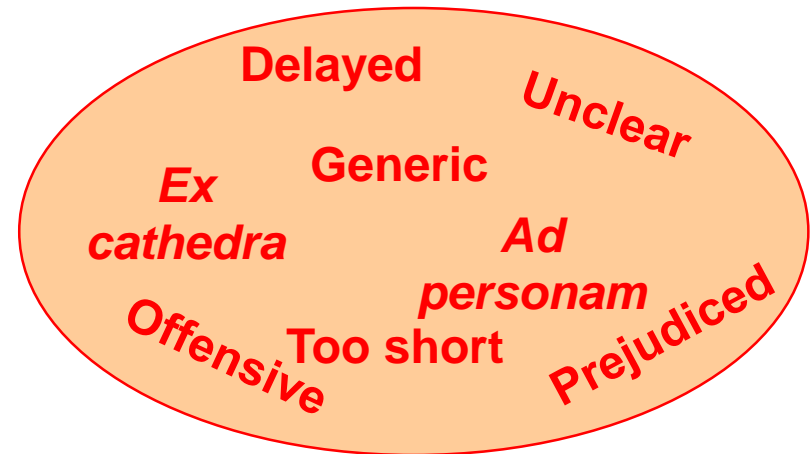 Delayed
Unclear
Generic
Ex
cathedra
Ad
personam
Offensive
Too short
Prejudiced